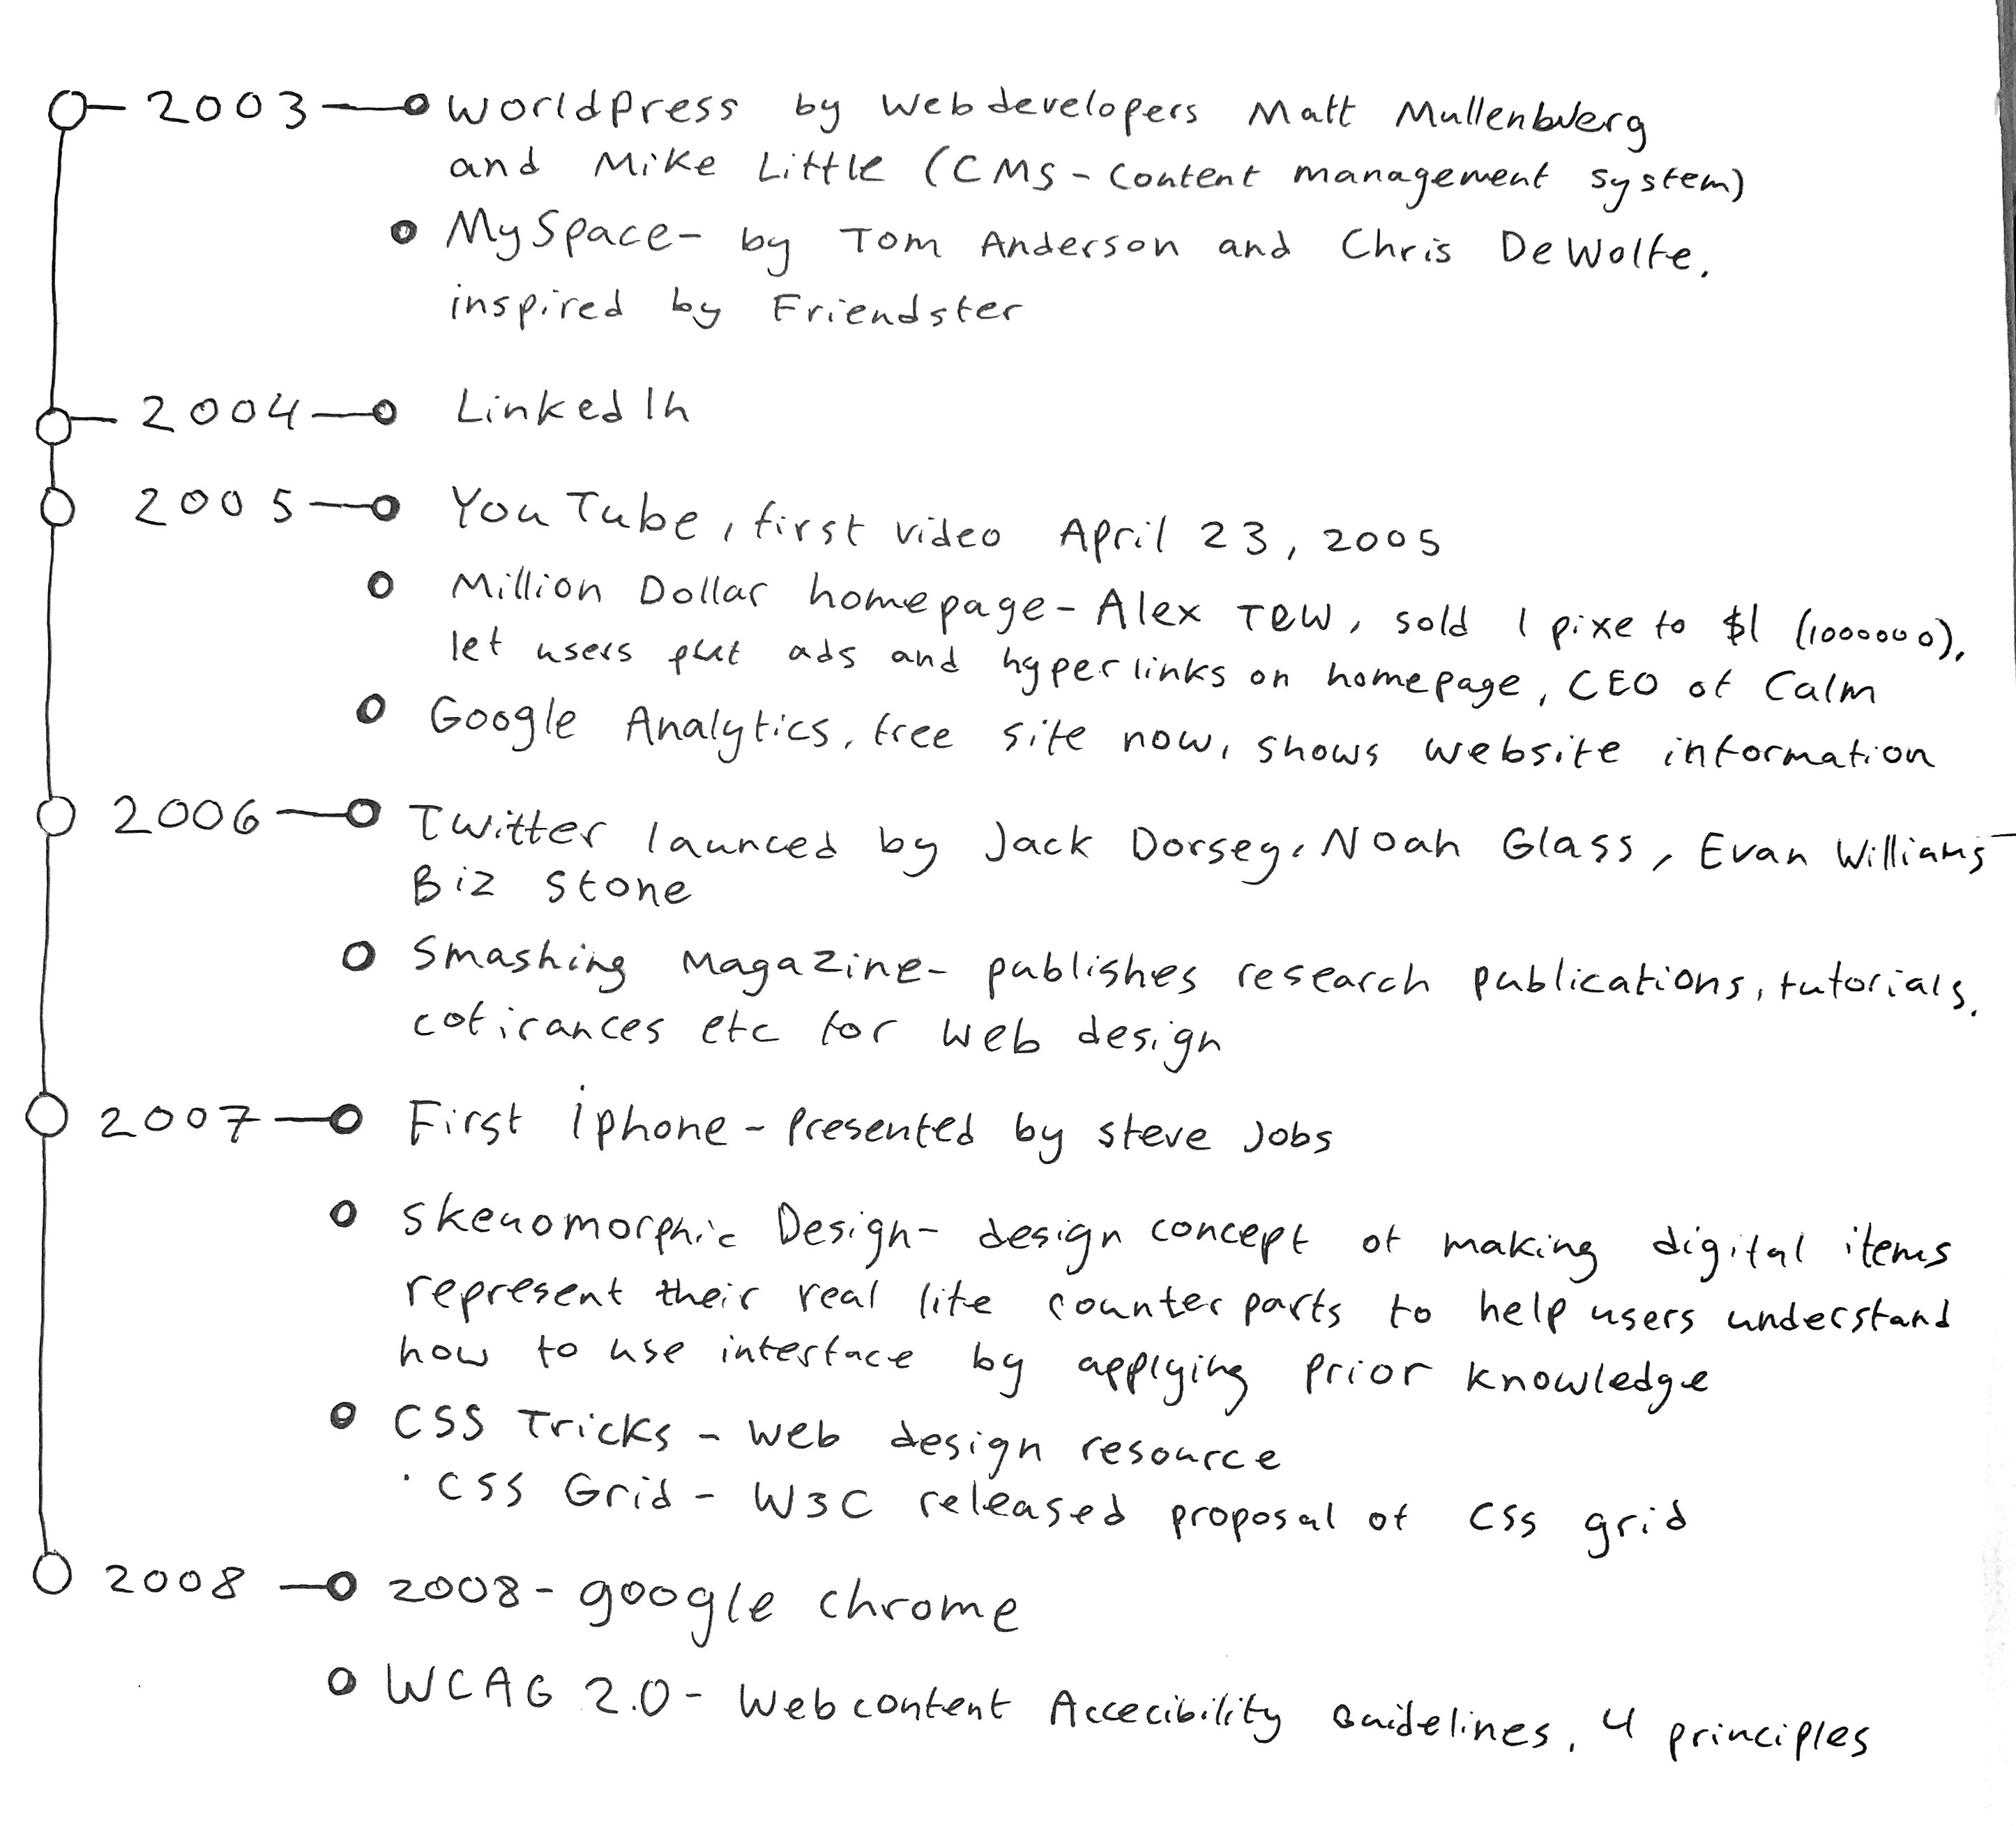 2003 worldpress by webdevelopers Matt Mullenbwerg
and Mike Little (CMS - content management system)
MySpace - by Tom Anderson and Chris DeWolfe.
inspired by Friendster
2004 LinkedIn
2005 YouTube, first video April 23, 2005
Million Dollar homepage - Alex Tew, sold 1 pixe to $1 (1000000),
let users put ads and hyperlinks on homepage, CEO of Calm
Google Analytics, free site now, shows website information
2006 Twitter launced by Jack Dorsey, Noah Glass, Evan Williams
Biz Stone
Smashing Magazine - publishes research publications, tutorials,
cofirances etc for web design
2007 First iphone - presented by steve Jobs
Skeuomorphic Design - design concept of making digital items
represent their real life counterparts to help users understand
how to use interface by applying prior knowledge
CSS Tricks - web design resource
· CSS Grid - W3C released proposal of CSS grid
2008 2008 - google chrome
WCAG 2.0 - Web content Accecibility Guidelines, 4 principles